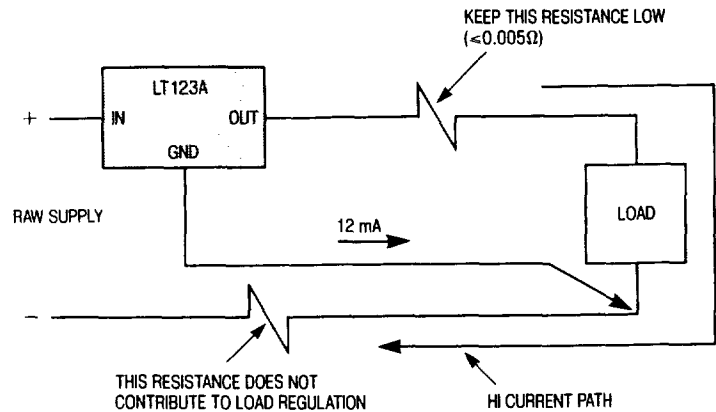 KEEP THIS RESISTANCE LOW
(≤0.005Ω)
LT123A
+
IN
OUT
GND
RAW SUPPLY
12 mA
LOAD
−
THIS RESISTANCE DOES NOT
CONTRIBUTE TO LOAD REGULATION
HI CURRENT PATH